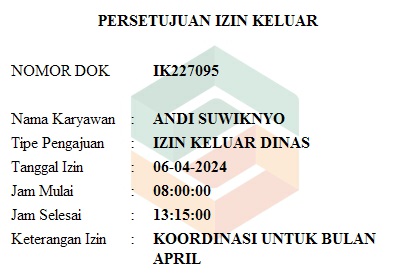 PERSETUJUAN IZIN KELUAR
NOMOR DOK IK227095
Nama Karyawan : ANDI SUWIKNYO
Tipe Pengajuan : IZIN KELUAR DINAS
Tanggal Izin : 06-04-2024
Jam Mulai : 08:00:00
Jam Selesai : 13:15:00
Keterangan Izin : KOORDINASI UNTUK BULAN
APRIL